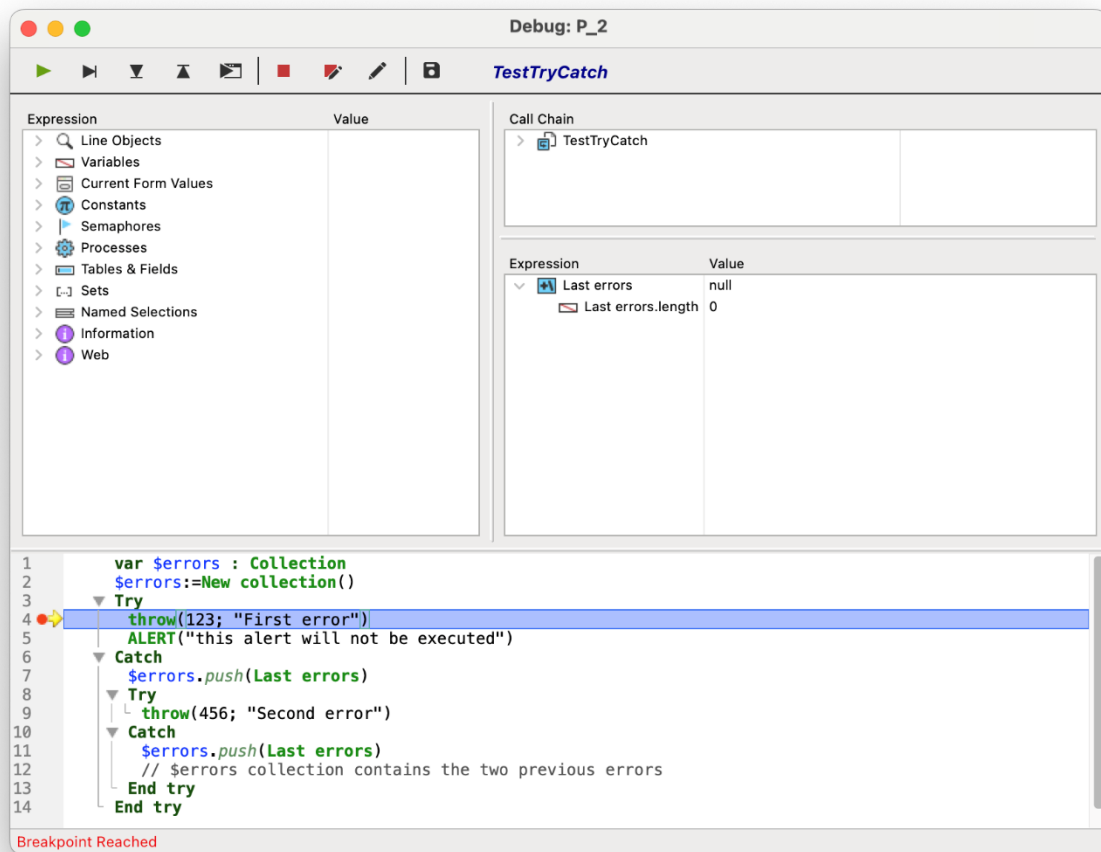 Debug: P_2
TestTryCatch
Expression Value
Line Objects
Variables
Current Form Values
Constants
Semaphores
Processes
Tables & Fields
Sets
Named Selections
Information
Web
Call Chain
TestTryCatch
Expression Value
Last errors null
Last errors.length 0
1 var $errors : Collection
2 $errors:=New collection()
3 Try
4 throw(123; "First error")
5 ALERT("this alert will not be executed")
6 Catch
7 $errors.push(Last errors)
8 Try
9 throw(456; "Second error")
10 Catch
11 $errors.push(Last errors)
12 // $errors collection contains the two previous errors
13 End try
14 End try
Breakpoint Reached